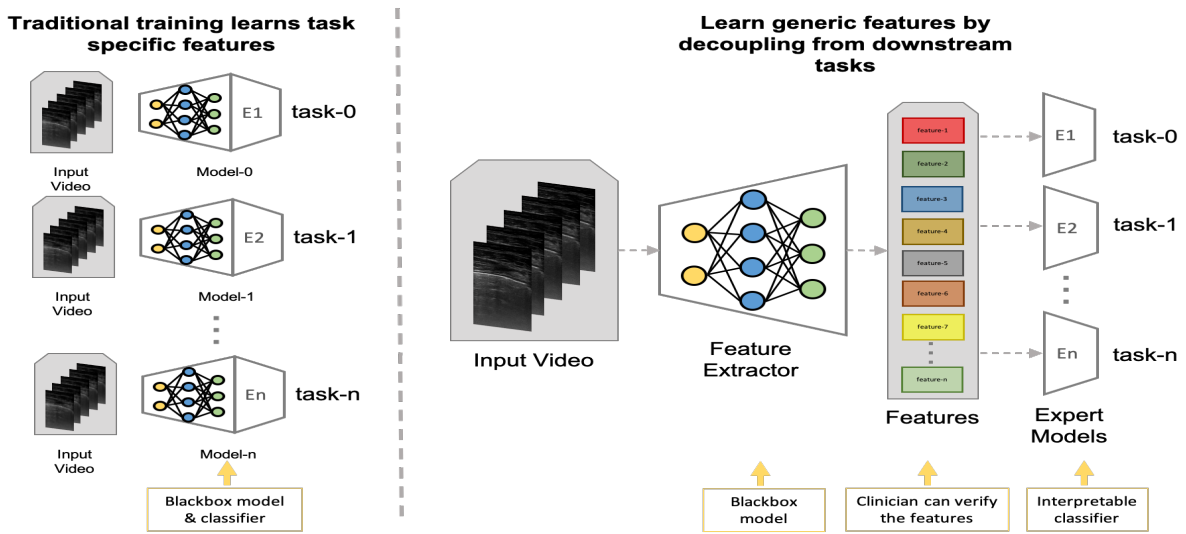 Traditional training learns task
specific features
E1
task-0
Input
Video
Model-0
E2
task-1
Input
Video
Model-1
En
task-n
Input
Video
Model-n
Blackbox model
& classifier
Learn generic features by
decoupling from downstream
tasks
Input Video
Feature
Extractor
feature-1
feature-2
feature-3
feature-4
feature-5
feature-6
feature-7
feature-n
Features
E1
task-0
E2
task-1
En
task-n
Expert
Models
Blackbox
model
Clinician can verify
the features
Interpretable
classifier